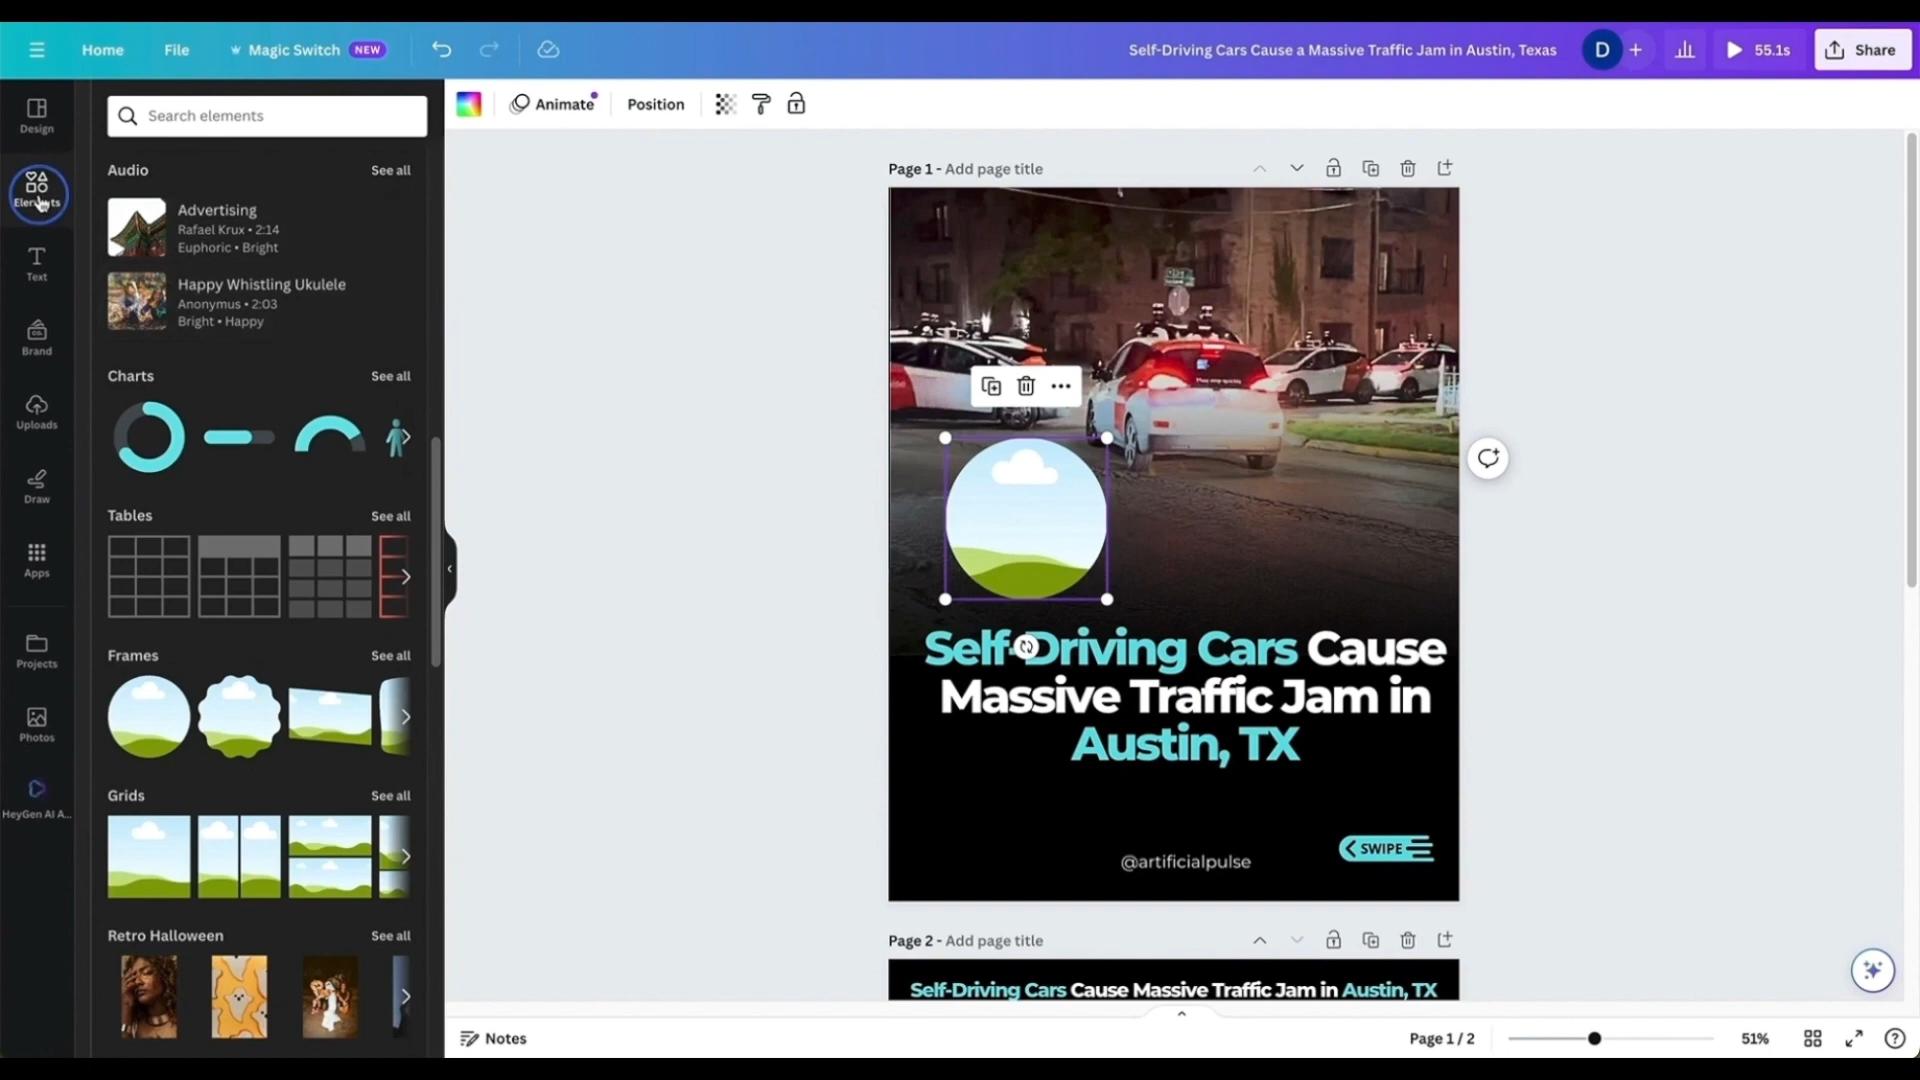 Home File Magic Switch NEW Self-Driving Cars Cause a Massive Traffic Jam in Austin, Texas D 55.1s Share
Design
Elements
Text
Brand
Uploads
Draw
Apps
Projects
Photos
HeyGen AI A...
Search elements
Audio See all
Advertising
Rafael Krux • 2:14
Euphoric • Bright
Happy Whistling Ukulele
Anonymus • 2:03
Bright • Happy
Charts See all
Tables See all
Frames See all
Grids See all
Retro Halloween See all
Animate Position
Page 1 - Add page title
Self-Driving Cars Cause
Massive Traffic Jam in
Austin, TX
SWIPE
@artificialpulse
Page 2 - Add page title
Self-Driving Cars Cause Massive Traffic Jam in Austin, TX
Notes Page 1 / 2 51%